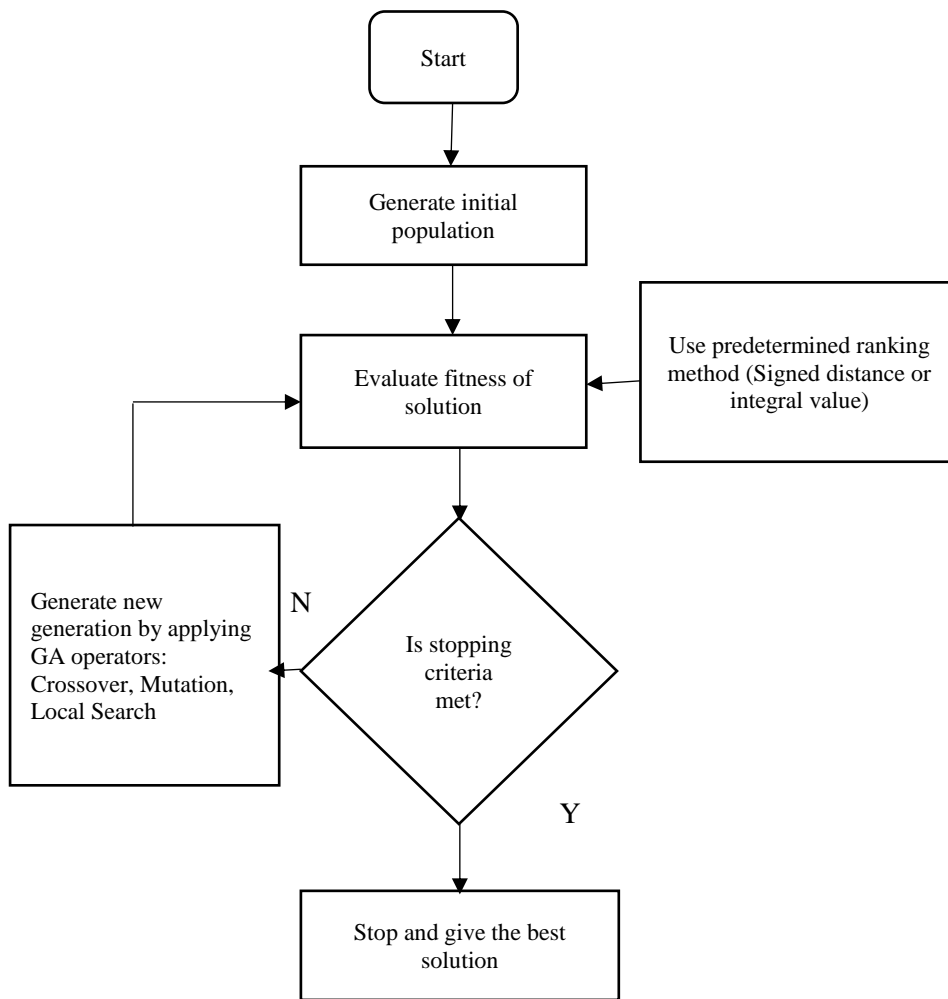 Start
Generate initial
population
Use predetermined ranking
method (Signed distance or
integral value)
Evaluate fitness of
solution
Generate new
generation by applying
GA operators:
Crossover, Mutation,
Local Search
N
Is stopping
criteria
met?
Y
Stop and give the best
solution